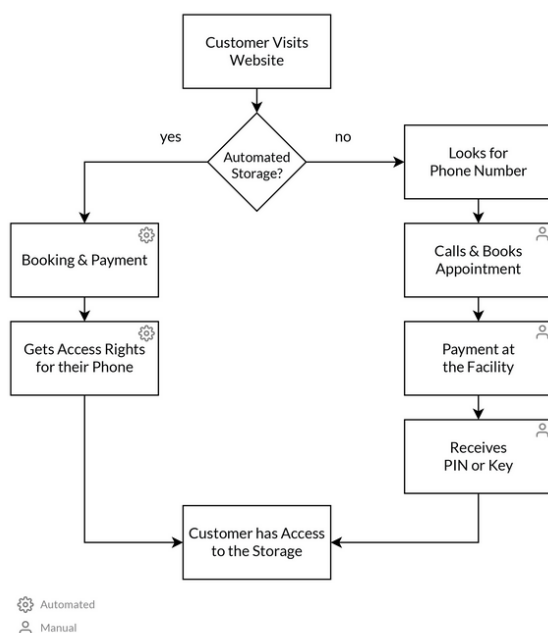 Customer Visits
Website
yes
no
Automated
Storage?
Looks for
Phone Number
Booking & Payment
Calls & Books
Appointment
Gets Access Rights
for their Phone
Payment at
the Facility
Receives
PIN or Key
Customer has Access
to the Storage
Automated
Manual